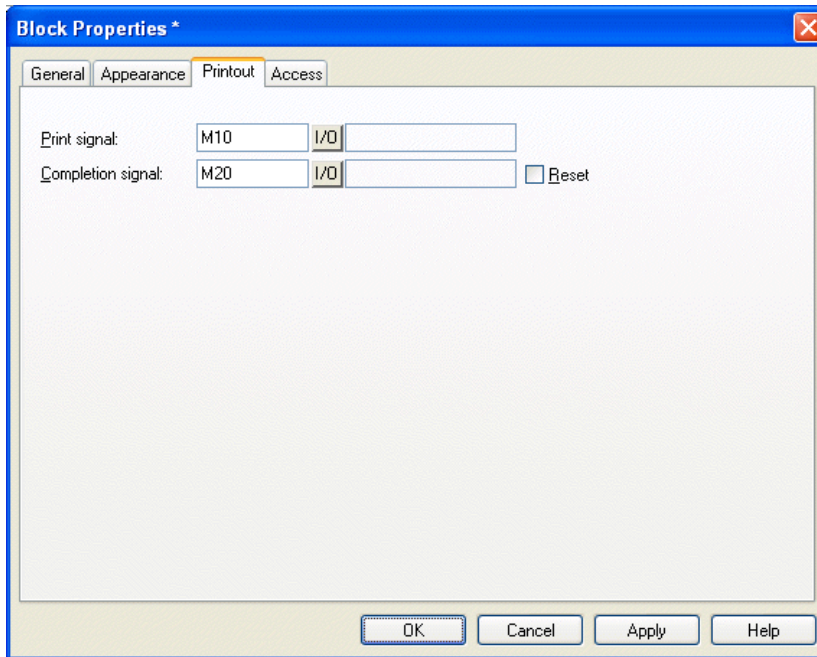 Block Properties *
General Appearance Printout Access
Print signal: M10 I/O
Completion signal: M20 I/O Reset
OK Cancel Apply Help